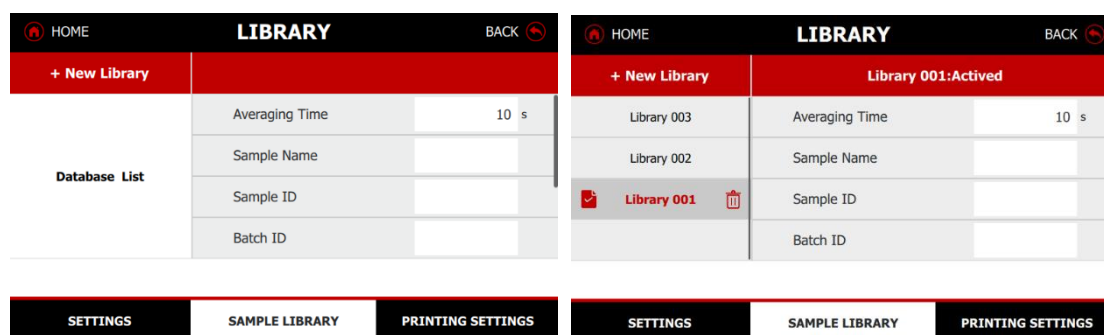 HOME LIBRARY BACK
+ New Library
Averaging Time 10 s
Sample Name
Database List
Sample ID
Batch ID
SETTINGS SAMPLE LIBRARY PRINTING SETTINGS
HOME LIBRARY BACK
+ New Library Library 001:Actived
Library 003 Averaging Time 10 s
Library 002 Sample Name
Library 001 Sample ID
Batch ID
SETTINGS SAMPLE LIBRARY PRINTING SETTINGS